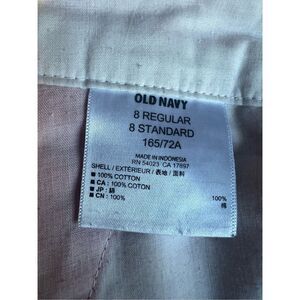 OLD NAVY
8 REGULAR
8 STANDARD
165/72A
MADE IN INDONESIA
RN 54023 CA 17897
SHELL / EXTÉRIEUR / 表地 / 面料
■ 100% COTTON
■ CA : 100% COTON
■ JP : 綿 100%
■ CN : 100% 棉